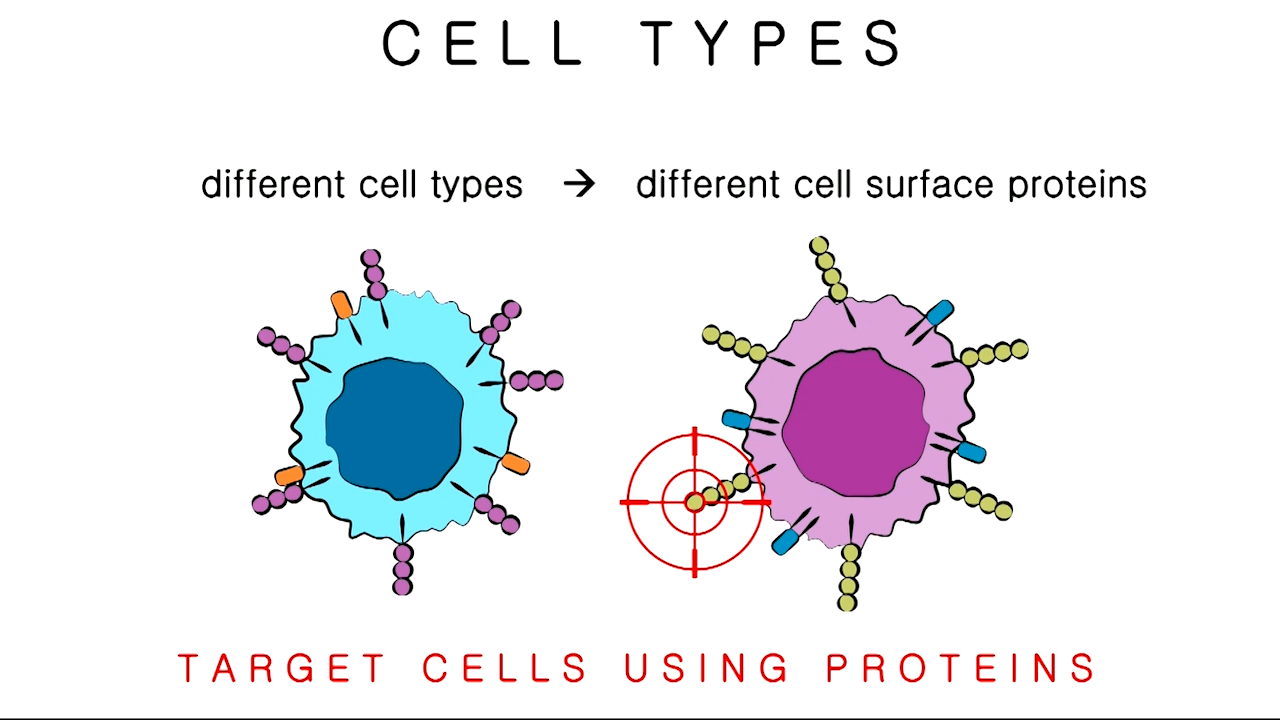 CELL TYPES
different cell types → different cell surface proteins
TARGET CELLS USING PROTEINS